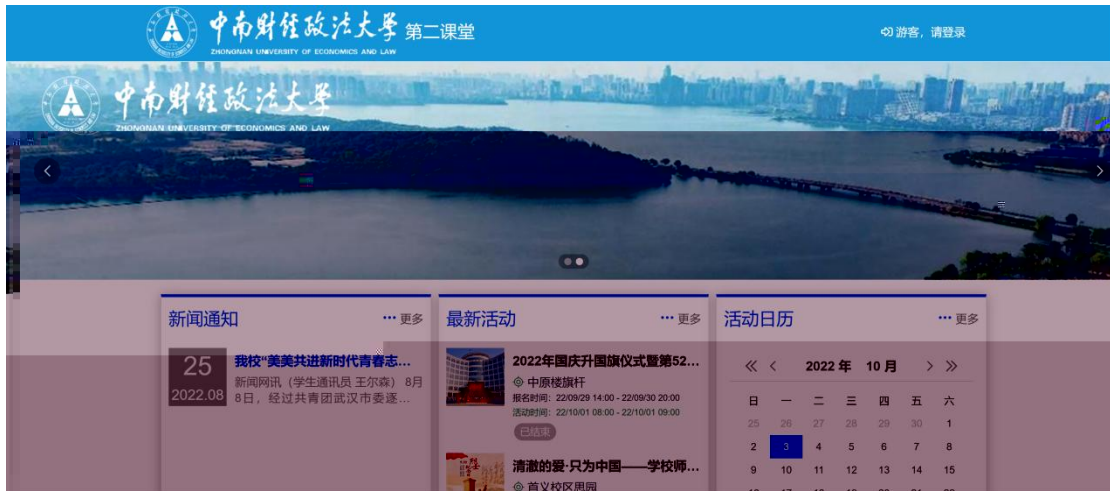 中南财经政法大学 第二课堂
ZHONGNAN UNIVERSITY OF ECONOMICS AND LAW
游客，请登录
中南财经政法大学
ZHONGNAN UNIVERSITY OF ECONOMICS AND LAW
新闻通知
更多
25
2022.08
我校“美美共进新时代青春志...
新闻网讯（学生通讯员 王尔森） 8月
8日，经过共青团武汉市委逐...
最新活动
更多
2022年国庆升国旗仪式暨第52...
中原楼旗杆
报名时间：22/09/29 14:00 - 22/09/30 20:00
活动时间：22/10/01 08:00 - 22/10/01 09:00
已结束
清澈的爱·只为中国——学校师...
首义校区思园
活动日历
更多
2022 年 10 月
日 一 二 三 四 五 六
25 26 27 28 29 30 1
2 3 4 5 6 7 8
9 10 11 12 13 14 15